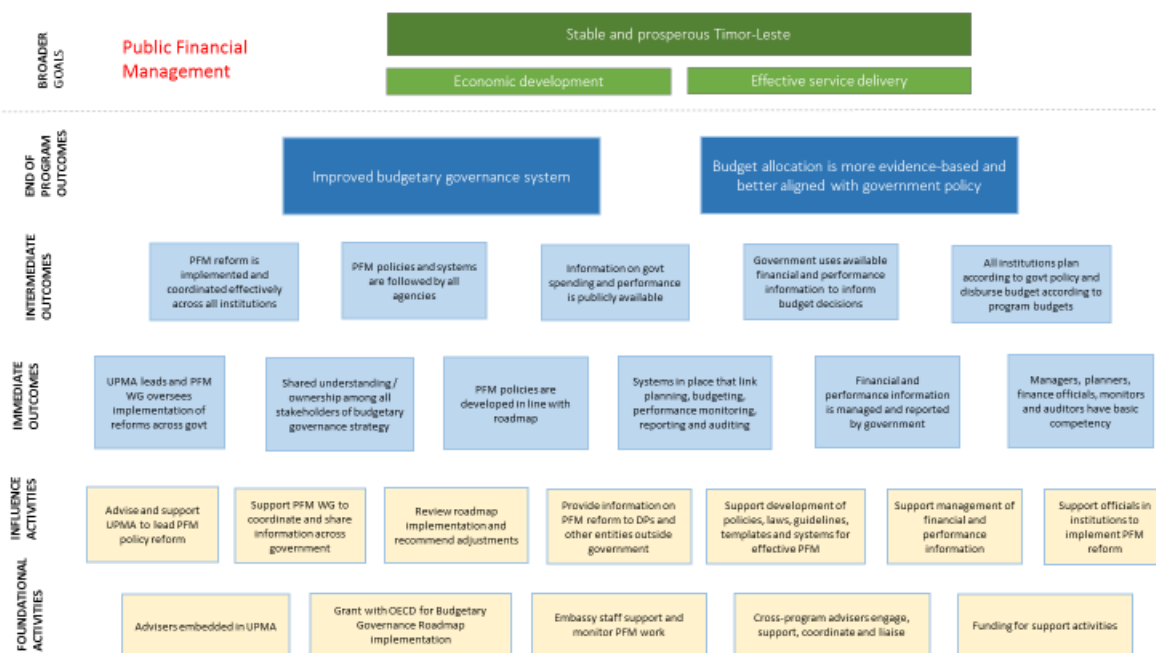 BROADER
GOALS
Public Financial
Management
Stable and prosperous Timor-Leste
Economic development
Effective service delivery
END OF
PROGRAM
OUTCOMES
Improved budgetary governance system
Budget allocation is more evidence-based and
better aligned with government policy
INTERMEDIATE
OUTCOMES
PFM reform is
implemented and
coordinated effectively
across all institutions
PFM policies and systems
are followed by all
agencies
Information on govt
spending and performance
is publicly available
Government uses available
financial and performance
information to inform
budget decisions
All institutions plan
according to govt policy and
disburse budget according to
program budgets
IMMEDIATE
OUTCOMES
UPMA leads and PFM
WG oversees
implementation of
reforms across govt
Shared understanding /
ownership among all
stakeholders of budgetary
governance strategy
PFM policies are
developed in line with
roadmap
Systems in place that link
planning, budgeting,
performance monitoring,
reporting and auditing
Financial and
performance information
is managed and reported
by government
Managers, planners,
finance officials, monitors
and auditors have basic
competency
INFLUENCE
ACTIVITIES
Advise and support
UPMA to lead PFM
policy reform
Support PFM WG to
coordinate and share
information across
government
Review roadmap
implementation and
recommend adjustments
Provide information on
PFM reform to DPs and
other entities outside
government
Support development of
policies, laws, guidelines,
templates and systems for
effective PFM
Support management of
financial and
performance
information
Support officials in
institutions to
implement PFM
reform
FOUNDATIONAL
ACTIVITIES
Advisers embedded in UPMA
Grant with OECD for Budgetary
Governance Roadmap
implementation
Embassy staff support and
monitor PFM work
Cross-program advisers engage,
support, coordinate and liaise
Funding for support activities